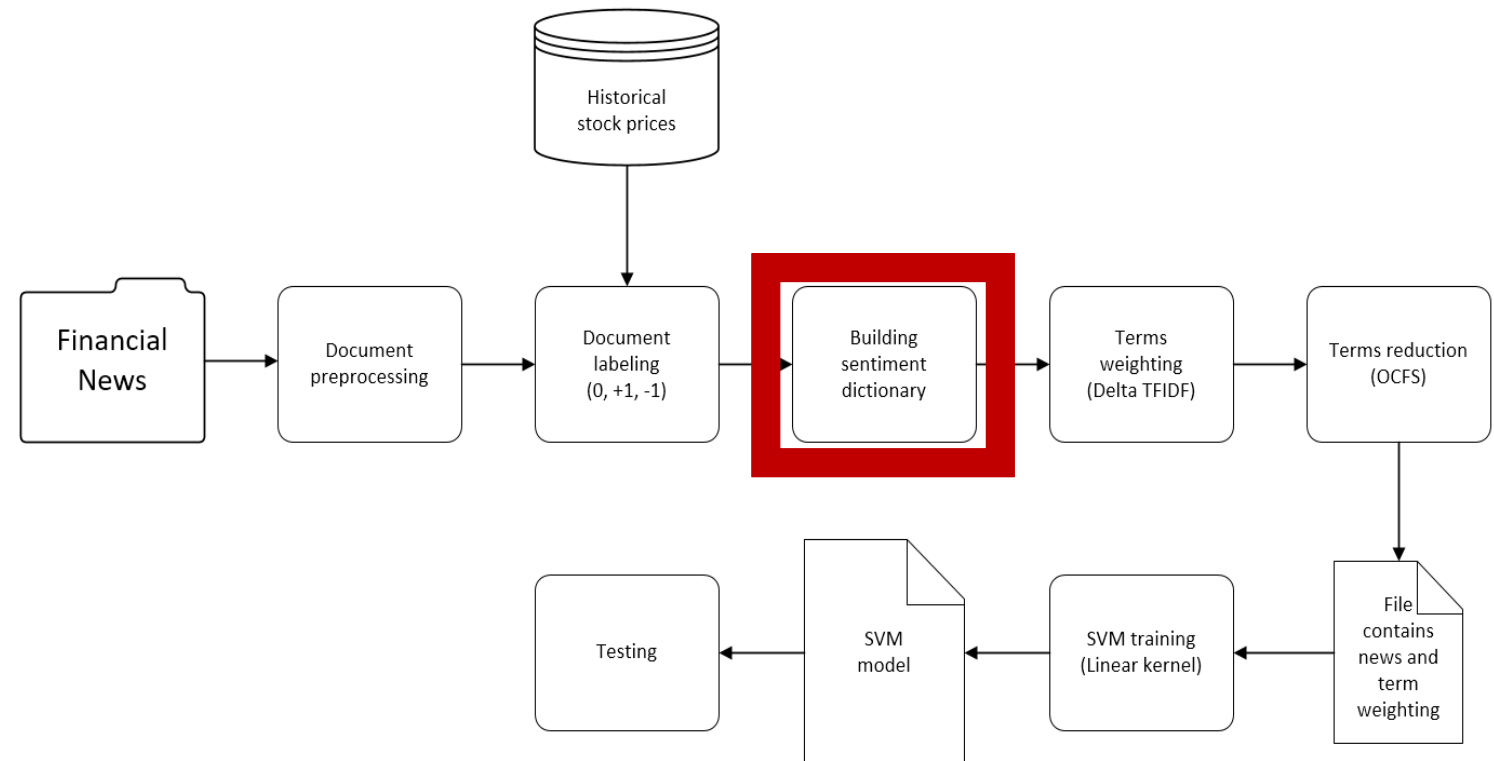 Historical
stock prices
Financial
News
Document
preprocessing
Document
labeling
(0, +1, -1)
Building
sentiment
dictionary
Terms
weighting
(Delta TFIDF)
Terms reduction
(OCFS)
File
contains
news and
term
weighting
SVM training
(Linear kernel)
SVM
model
Testing